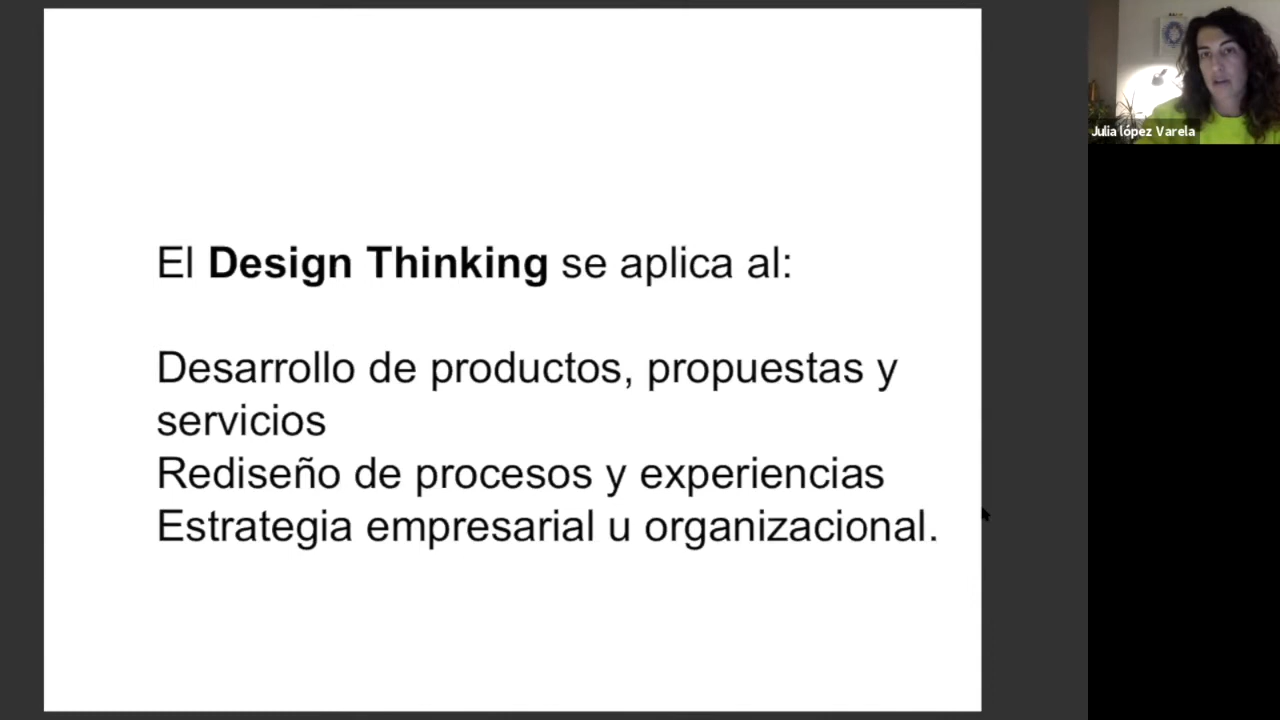 El Design Thinking se aplica al:
Desarrollo de productos, propuestas y
servicios
Rediseño de procesos y experiencias
Estrategia empresarial u organizacional.
Julia lópez Varela